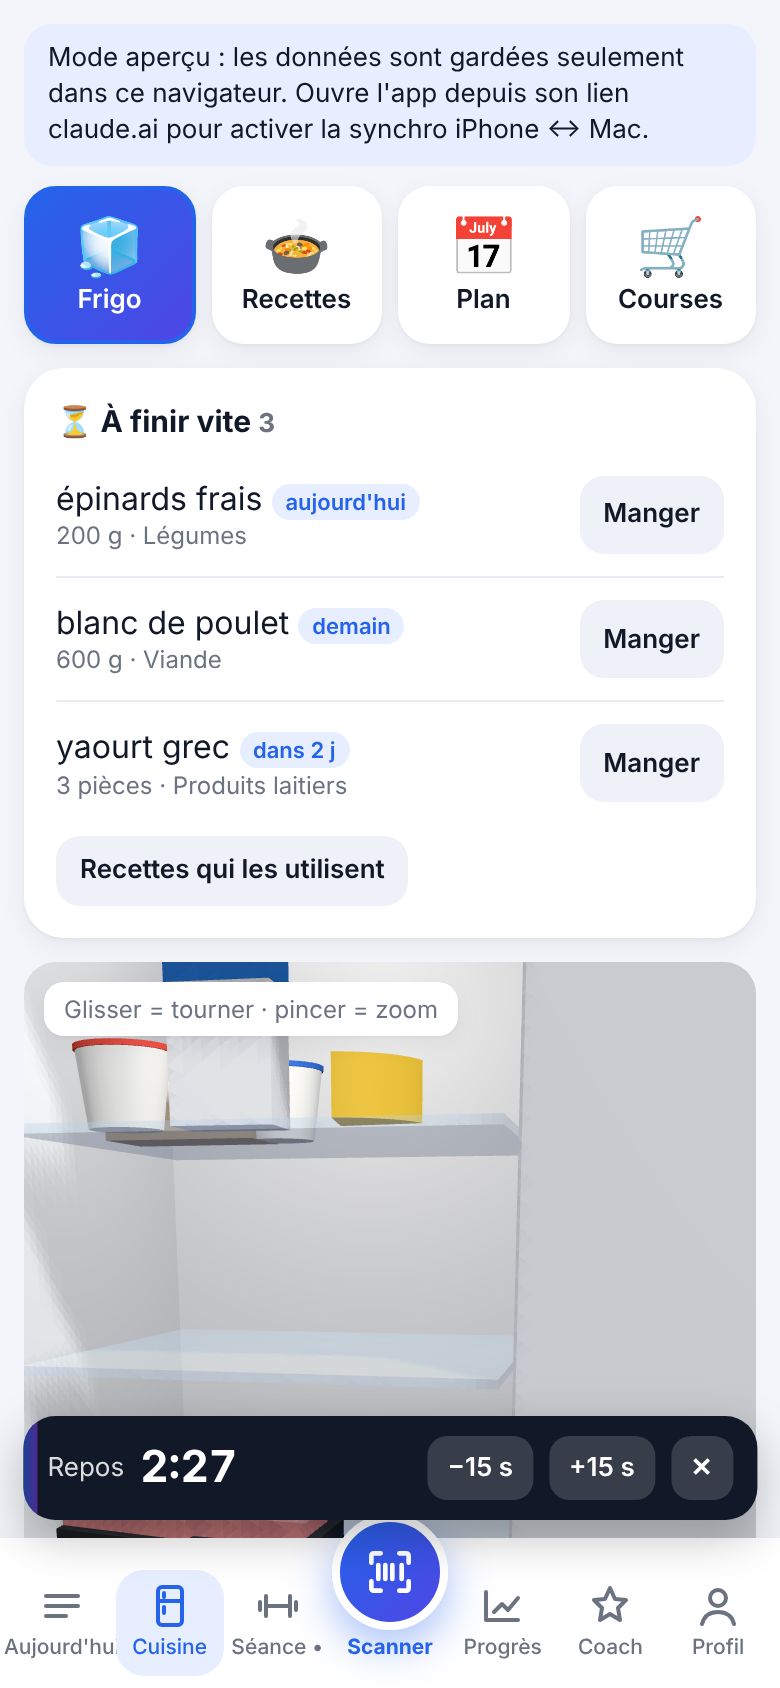 Mode aperçu : les données sont gardées seulement
dans ce navigateur. Ouvre l'app depuis son lien
claude.ai pour activer la synchro iPhone ↔ Mac.
July
17
Frigo
Recettes
Plan
Courses
⏳ À finir vite 3
épinards frais aujourd'hui
200 g · Légumes
Manger
blanc de poulet demain
600 g · Viande
Manger
yaourt grec dans 2 j
3 pièces · Produits laitiers
Manger
Recettes qui les utilisent
Glisser = tourner · pincer = zoom
Repos 2:27 −15 s +15 s ✕
Aujourd'hui Cuisine Séance • Scanner Progrès Coach Profil